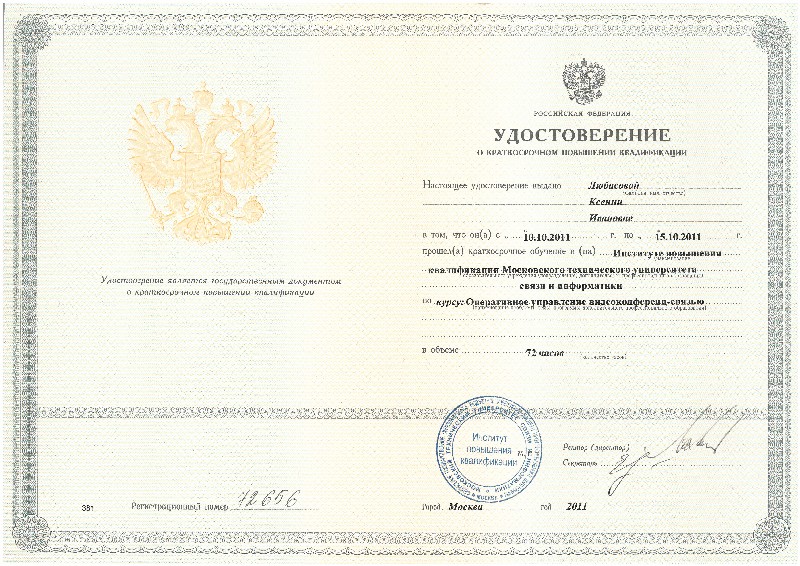 РОССИЙСКАЯ ФЕДЕРАЦИЯ
УДОСТОВЕРЕНИЕ
О КРАТКОСРОЧНОМ ПОВЫШЕНИИ КВАЛИФИКАЦИИ
Настоящее удостоверение выдано Любасовой
(фамилия, имя, отчество)
Ксении
Ивановне
в том, что он(а) с 10.10.2011 г. по 15.10.2011 г.
прошел(а) краткосрочное обучение в (на) Институте повышения
квалификации Московского технического университета
связи и информатики
по курсу: Оперативное управление видеоконференц-связью
в объеме 72 часов
(количество часов)
Удостоверение является государственным документом
о краткосрочном повышении квалификации
Институт
повышения
квалификации
М.П.
Ректор (директор)
Секретарь
381
Регистрационный номер 72656
Город Москва год 2011